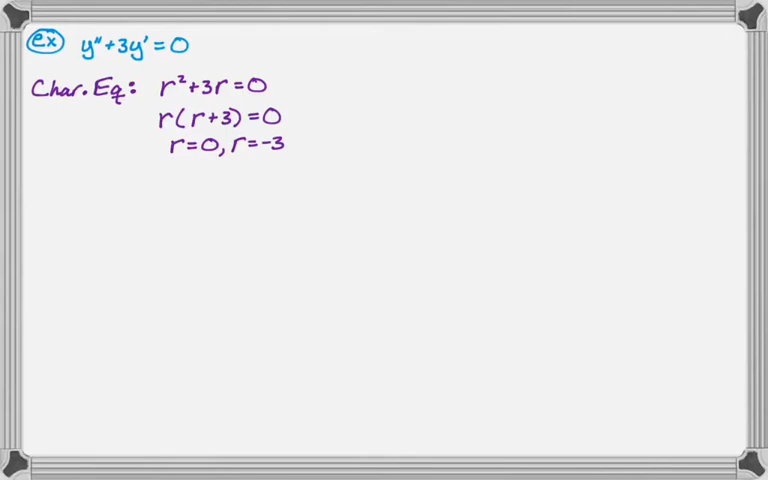 ex y'' + 3y' = 0
Char. Eq: r² + 3r = 0
r(r+3) = 0
r = 0, r = -3